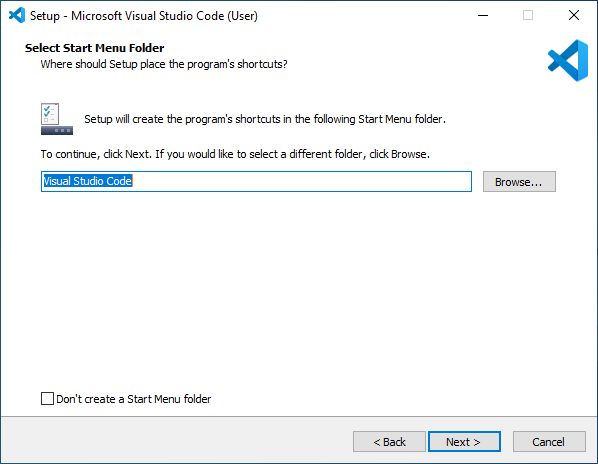 Setup - Microsoft Visual Studio Code (User)
Select Start Menu Folder
Where should Setup place the program's shortcuts?
Setup will create the program's shortcuts in the following Start Menu folder.
To continue, click Next. If you would like to select a different folder, click Browse.
Visual Studio Code
Browse...
Don't create a Start Menu folder
< Back
Next >
Cancel